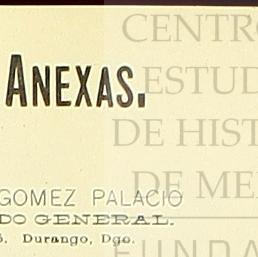 CENTRO
ANEXAS.
ESTUD
DE HIST
GOMEZ PALACIO
DE ME
DO GENERAL.
Durango, Dgo.
FUNDA